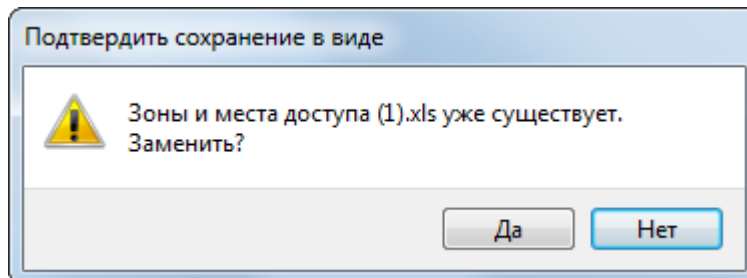 Подтвердить сохранение в виде
Зоны и места доступа (1).xls уже существует.
Заменить?
Да
Нет